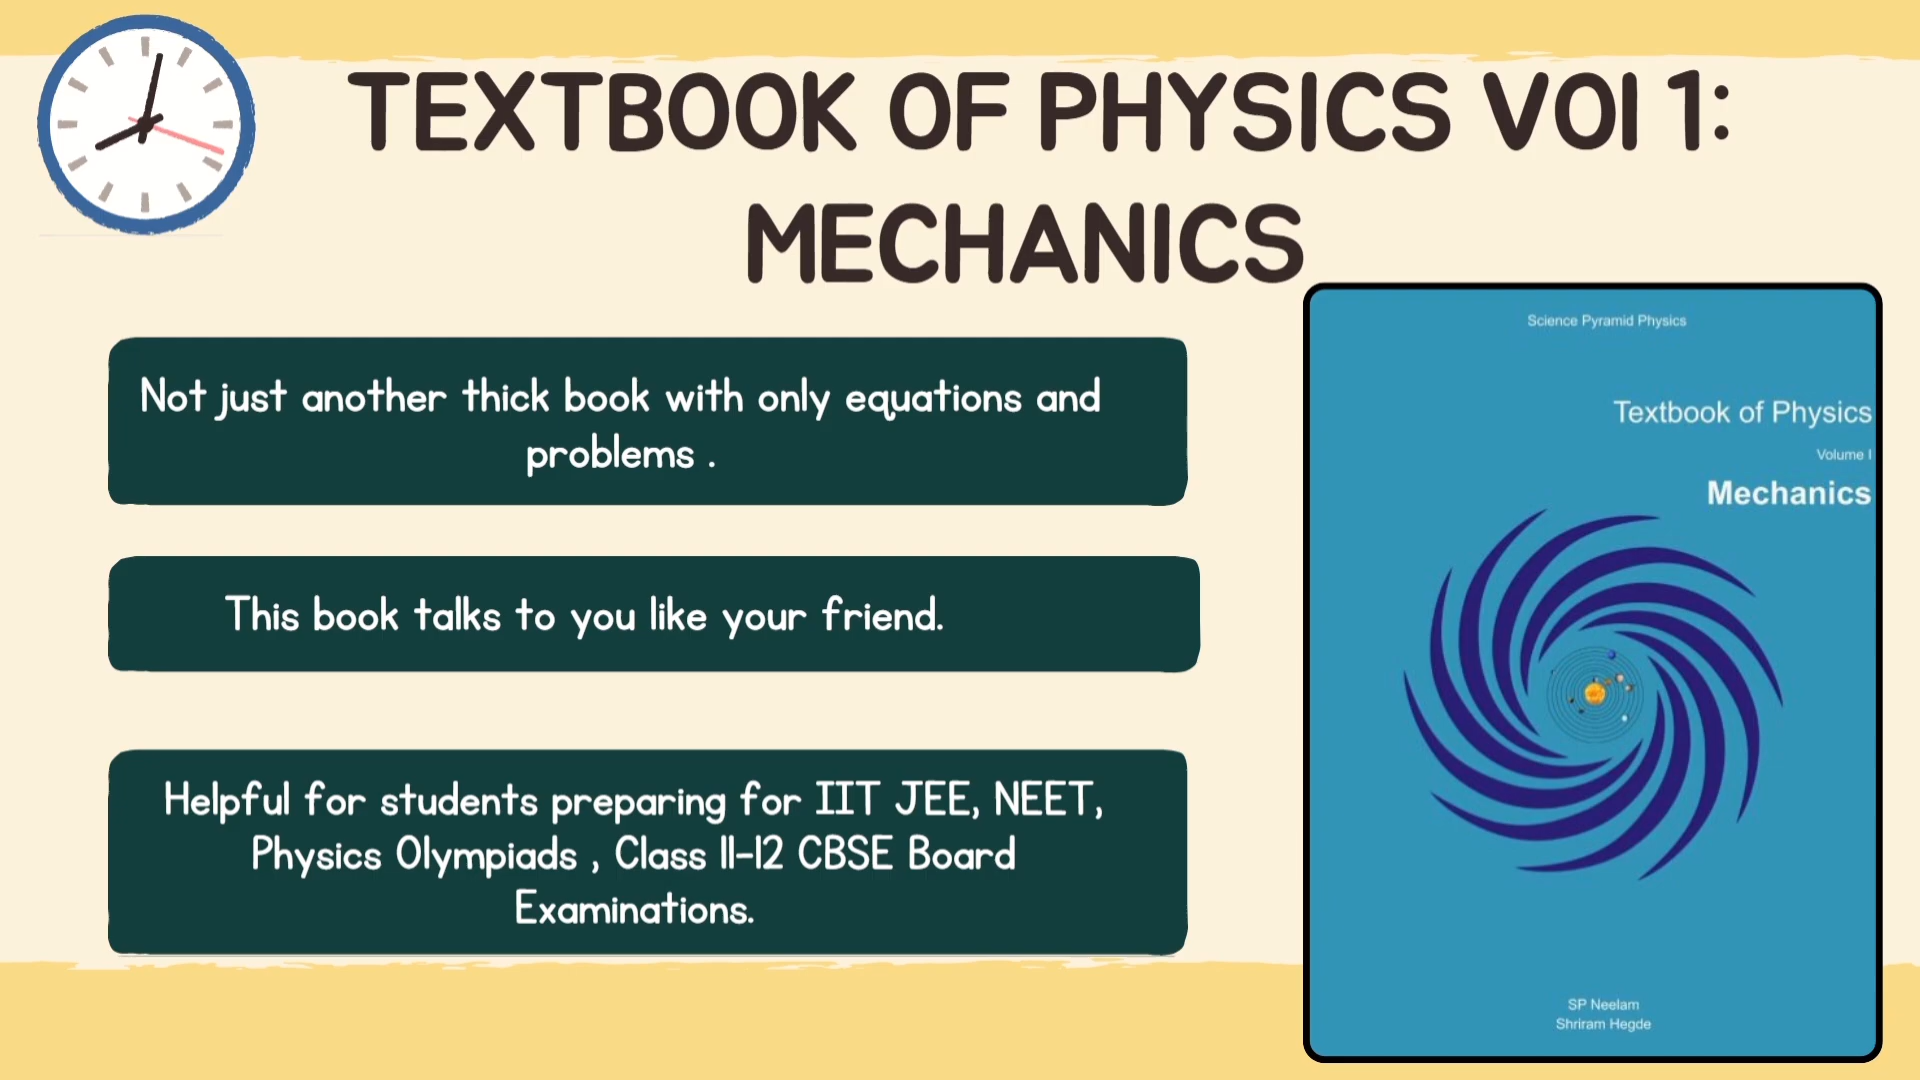 TEXTBOOK OF PHYSICS VOl 1:
MECHANICS
Not just another thick book with only equations and
problems .
This book talks to you like your friend.
Helpful for students preparing for IIT JEE, NEET,
Physics Olympiads , Class 11-12 CBSE Board
Examinations.
Science Pyramid Physics
Textbook of Physics
Volume I
Mechanics
SP Neelam
Shriram Hegde